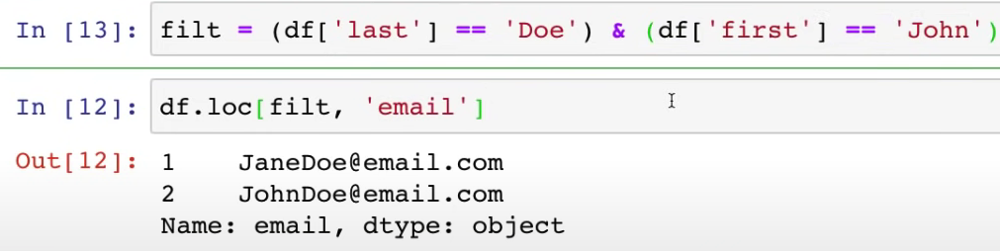 In [13]: filt = (df['last'] == 'Doe') & (df['first'] == 'John')
In [12]: df.loc[filt, 'email']
Out[12]: 1    JaneDoe@email.com
2    JohnDoe@email.com
Name: email, dtype: object